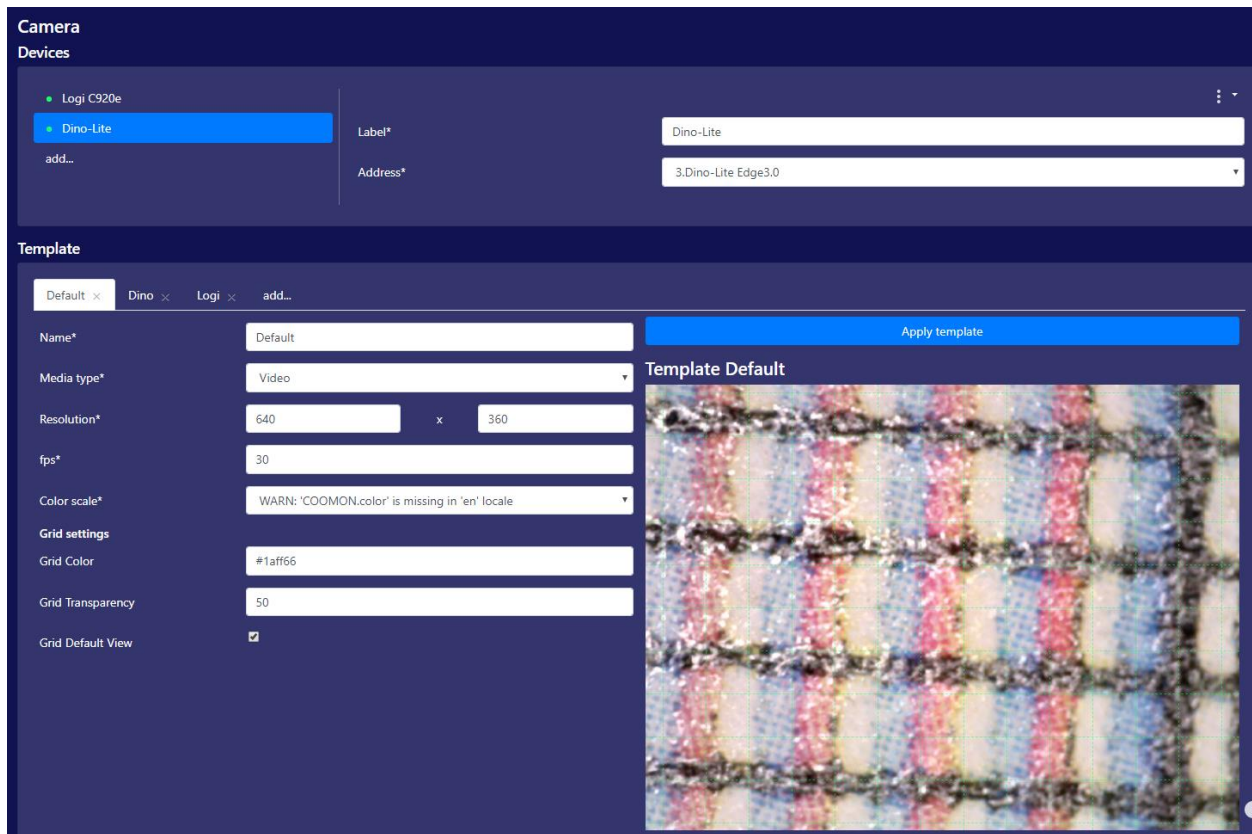 Camera
Devices
Logi C920e
Dino-Lite
add...
Label*
Dino-Lite
Address*
3.Dino-Lite Edge3.0
Template
Default
Dino
Logi
add...
Name*
Default
Apply template
Template Default
Media type*
Video
Resolution*
640 x 360
fps*
30
Color scale*
WARN: 'COOMON.color' is missing in 'en' locale
Grid settings
Grid Color
#1aff66
Grid Transparency
50
Grid Default View